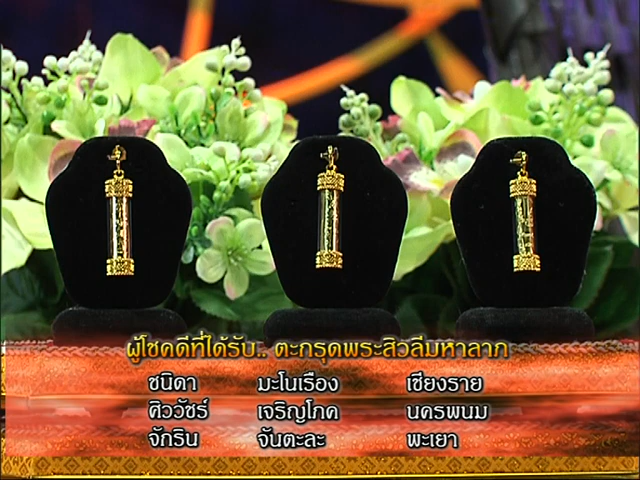 ผู้โชคดีที่ได้รับ.. ตะกรุดพระสิวลีมหาลาภ
ชนิดา มะโนเรือง เชียงราย
ศิววัชร์ เจริญโภค นครพนม
จักริน จันตะละ พะเยา